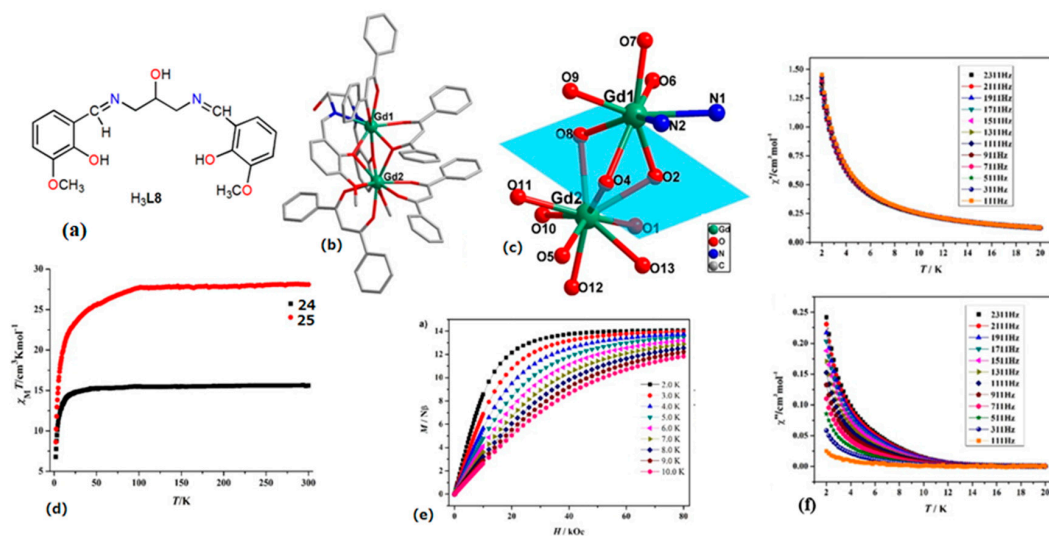 OH
N
N
C
H
CH
OH
OH
OCH₃
H₃CO
H₃L8
(a)
Gd1
Gd2
(b)
O7
O9
O6
Gd1
N1
N2
O8
O4
O2
Gd2
O11
O10
O1
O5
O13
O12
Gd
O
N
C
(c)
χ'/cm³mol⁻¹
1.50
1.25
1.00
0.75
0.50
0.25
0.00
2311Hz
2111Hz
1911Hz
1711Hz
1511Hz
1311Hz
1111Hz
911Hz
711Hz
511Hz
311Hz
111Hz
2 4 6 8 10 12 14 16 18 20
T / K
χMT/cm³Kmol⁻¹
30
25
20
15
10
5
24
25
0 50 100 150 200 250 300
T/K
(d)
a)
M / Nβ
14
12
10
8
6
4
2
0
2.0 K
3.0 K
4.0 K
5.0 K
6.0 K
7.0 K
8.0 K
9.0 K
10.0 K
0 20 40 60 80
H / kOe
(e)
χ"/cm³mol⁻¹
0.25
0.20
0.15
0.10
0.05
0.00
2311Hz
2111Hz
1911Hz
1711Hz
1511Hz
1311Hz
1111Hz
911Hz
711Hz
511Hz
311Hz
111Hz
2 4 6 8 10 12 14 16 18 20
T / K
(f)